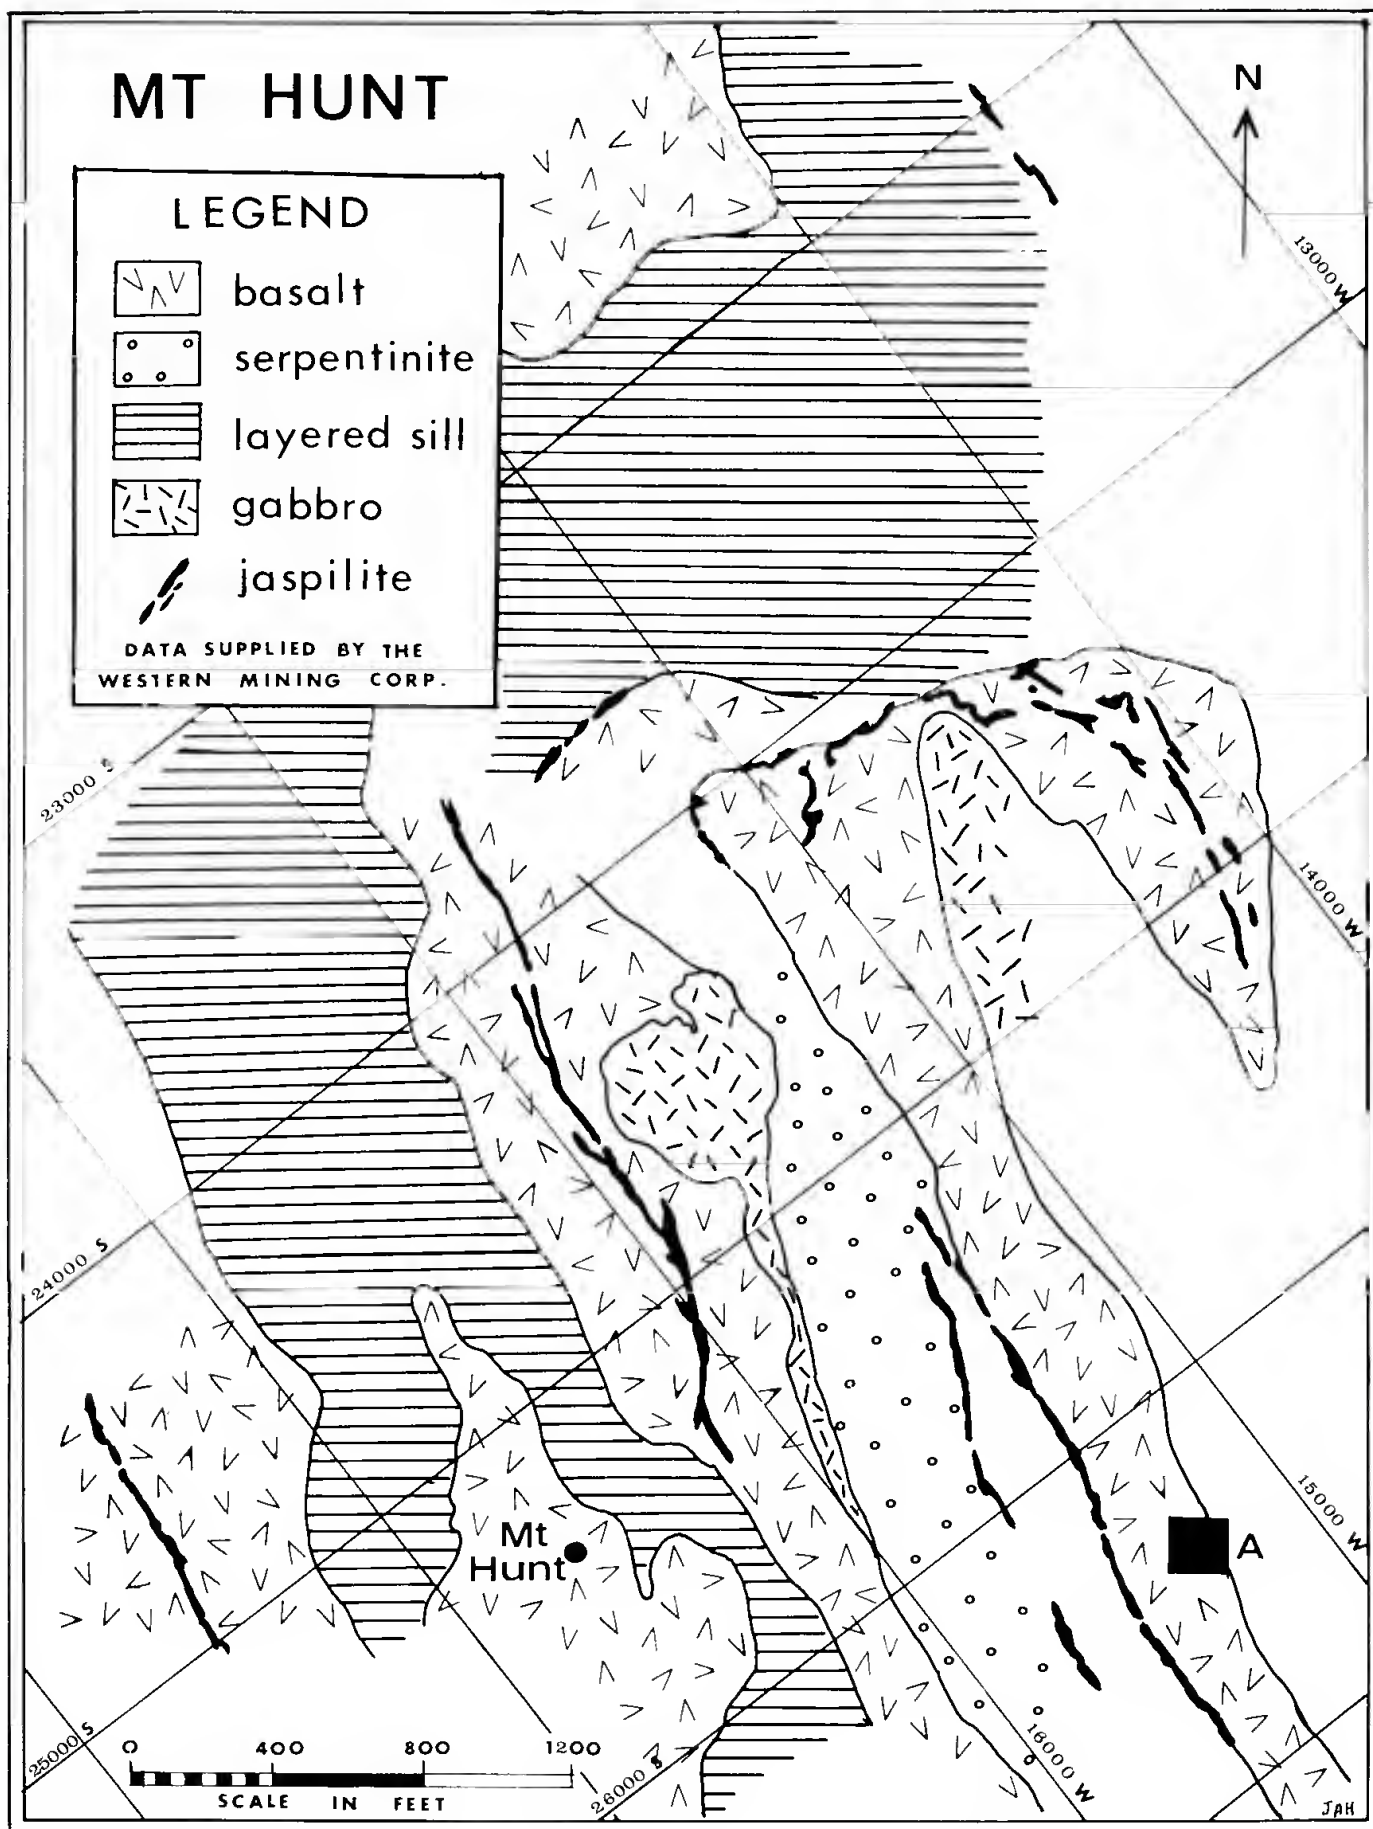 MT HUNT
N
LEGEND
basalt
serpentinite
layered sill
gabbro
jaspilite
DATA SUPPLIED BY THE
WESTERN MINING CORP.
13000 W
23000 S
14000 W
24000 S
15000 W
Mt
Hunt
A
25000 S
16000 W
26000 S
0 400 800 1200
SCALE IN FEET
JAH